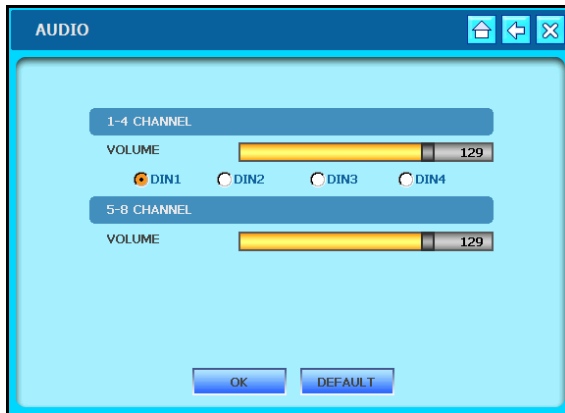 AUDIO
1-4 CHANNEL
VOLUME 129
DIN1 DIN2 DIN3 DIN4
5-8 CHANNEL
VOLUME 129
OK DEFAULT